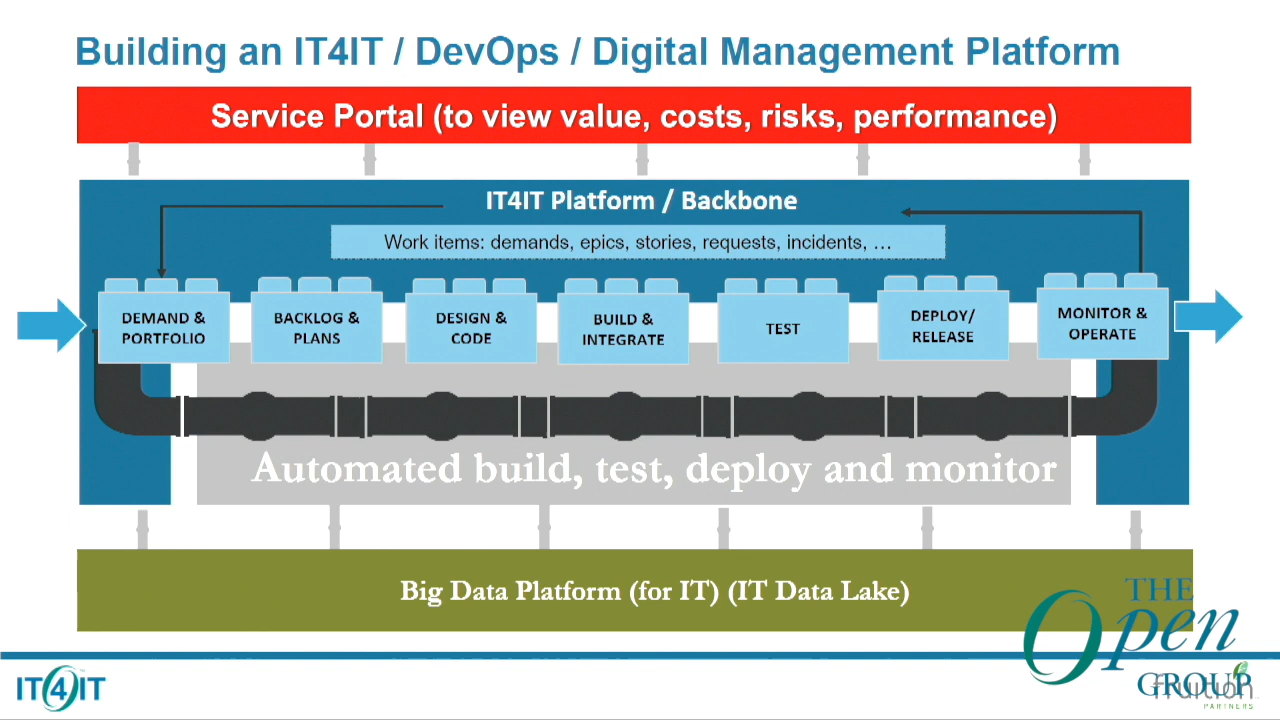 Building an IT4IT / DevOps / Digital Management Platform
Service Portal (to view value, costs, risks, performance)
IT4IT Platform / Backbone
Work items: demands, epics, stories, requests, incidents, …
DEMAND &
PORTFOLIO
BACKLOG &
PLANS
DESIGN &
CODE
BUILD &
INTEGRATE
TEST
DEPLOY/
RELEASE
MONITOR &
OPERATE
Automated build, test, deploy and monitor
Big Data Platform (for IT) (IT Data Lake)
THE
Open
GROUP
IT4IT
fruition
PARTNERS